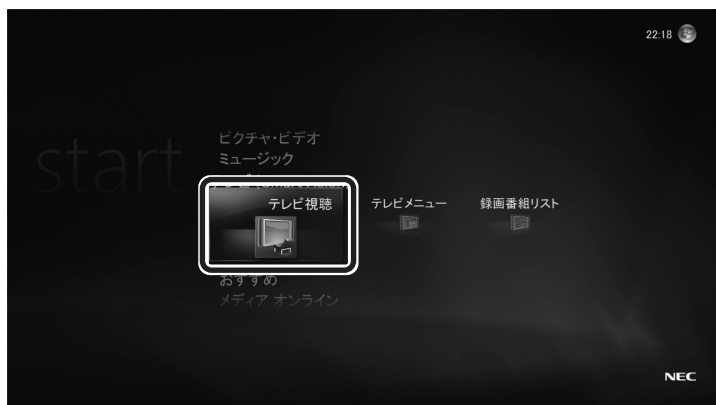 22:18
start
ピクチャ・ビデオ
ミュージック
テレビ視聴
テレビメニュー
録画番組リスト
おすすめ
メディア オンライン
NEC